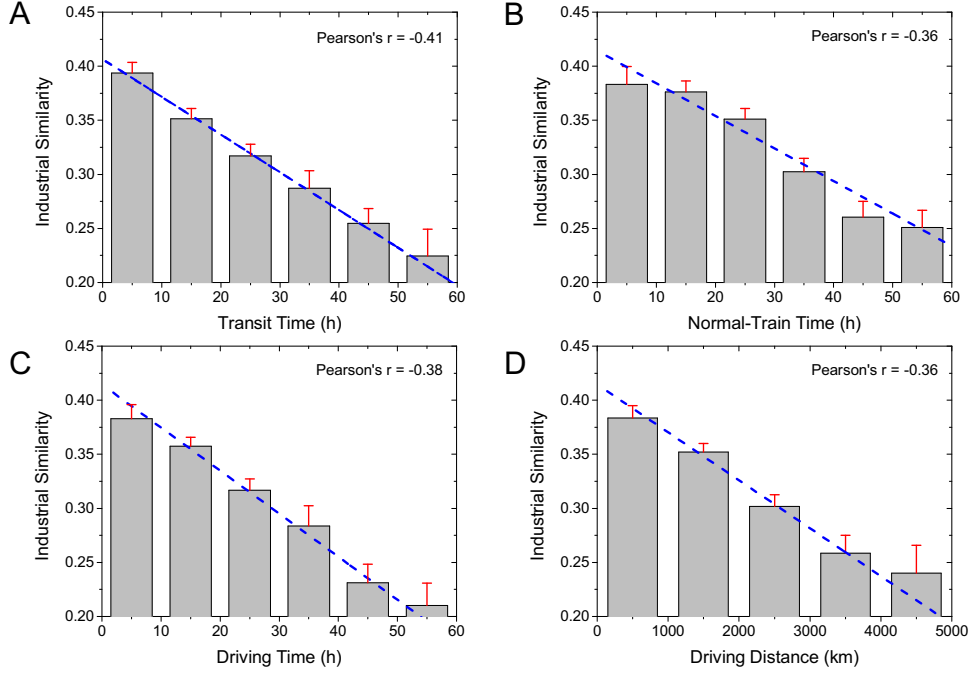 A
Pearson's r = -0.41
Industrial Similarity
0.45
0.40
0.35
0.30
0.25
0.20
0 10 20 30 40 50 60
Transit Time (h)
B
Pearson's r = -0.36
Industrial Similarity
0.45
0.40
0.35
0.30
0.25
0.20
0 10 20 30 40 50 60
Normal-Train Time (h)
C
Pearson's r = -0.38
Industrial Similarity
0.45
0.40
0.35
0.30
0.25
0.20
0 10 20 30 40 50 60
Driving Time (h)
D
Pearson's r = -0.36
Industrial Similarity
0.45
0.40
0.35
0.30
0.25
0.20
0 1000 2000 3000 4000 5000
Driving Distance (km)